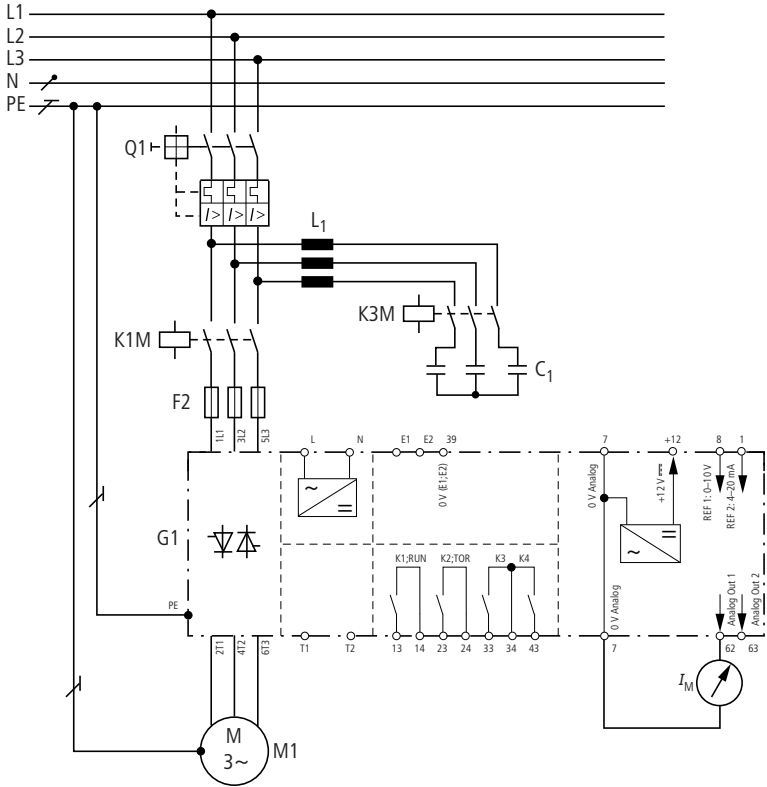 L1
L2
L3
N
PE
Q1
I> I> I>
L1
K3M
K1M
C1
F2
1L1 3L2 5L3
L N E1 E2 39 7 +12 8 1
0 V (E1;E2)
0 V Analog
+12 V
REF 1: 0–10 V
REF 2: 4–20 mA
~
=
=
~
G1
K1;RUN K2;TOR K3 K4
PE
0 V Analog
Analog Out 1
Analog Out 2
2T1 4T2 6T3
T1 T2 13 14 23 24 33 34 43 7 62 63
IM
M
3~
M1